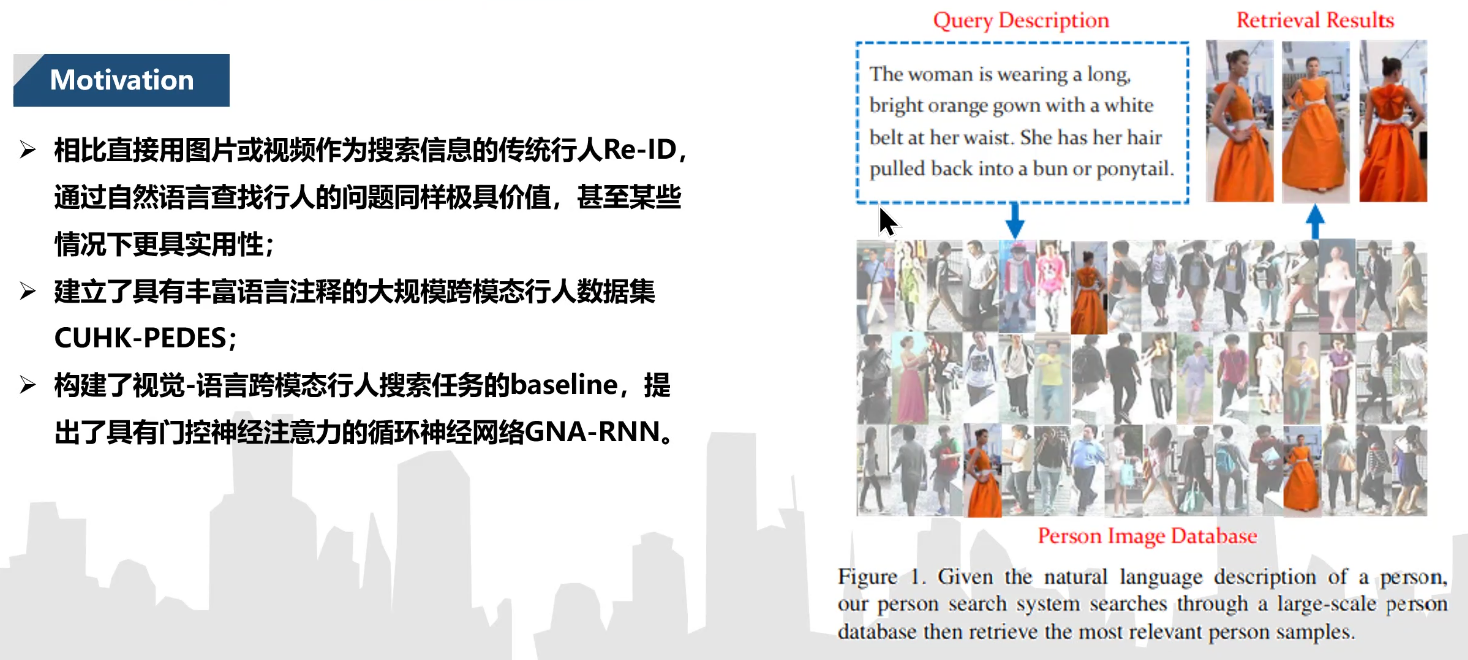 Motivation
➢ 相比直接用图片或视频作为搜索信息的传统行人Re-ID，
通过自然语言查找行人的问题同样极具价值，甚至某些
情况下更具实用性；
➢ 建立了具有丰富语言注释的大规模跨模态行人数据集
CUHK-PEDES；
➢ 构建了视觉-语言跨模态行人搜索任务的baseline，提
出了具有门控神经注意力的循环神经网络GNA-RNN。
Query Description
Retrieval Results
The woman is wearing a long,
bright orange gown with a white
belt at her waist. She has her hair
pulled back into a bun or ponytail.
Person Image Database
Figure 1. Given the natural language description of a person,
our person search system searches through a large-scale person
database then retrieve the most relevant person samples.